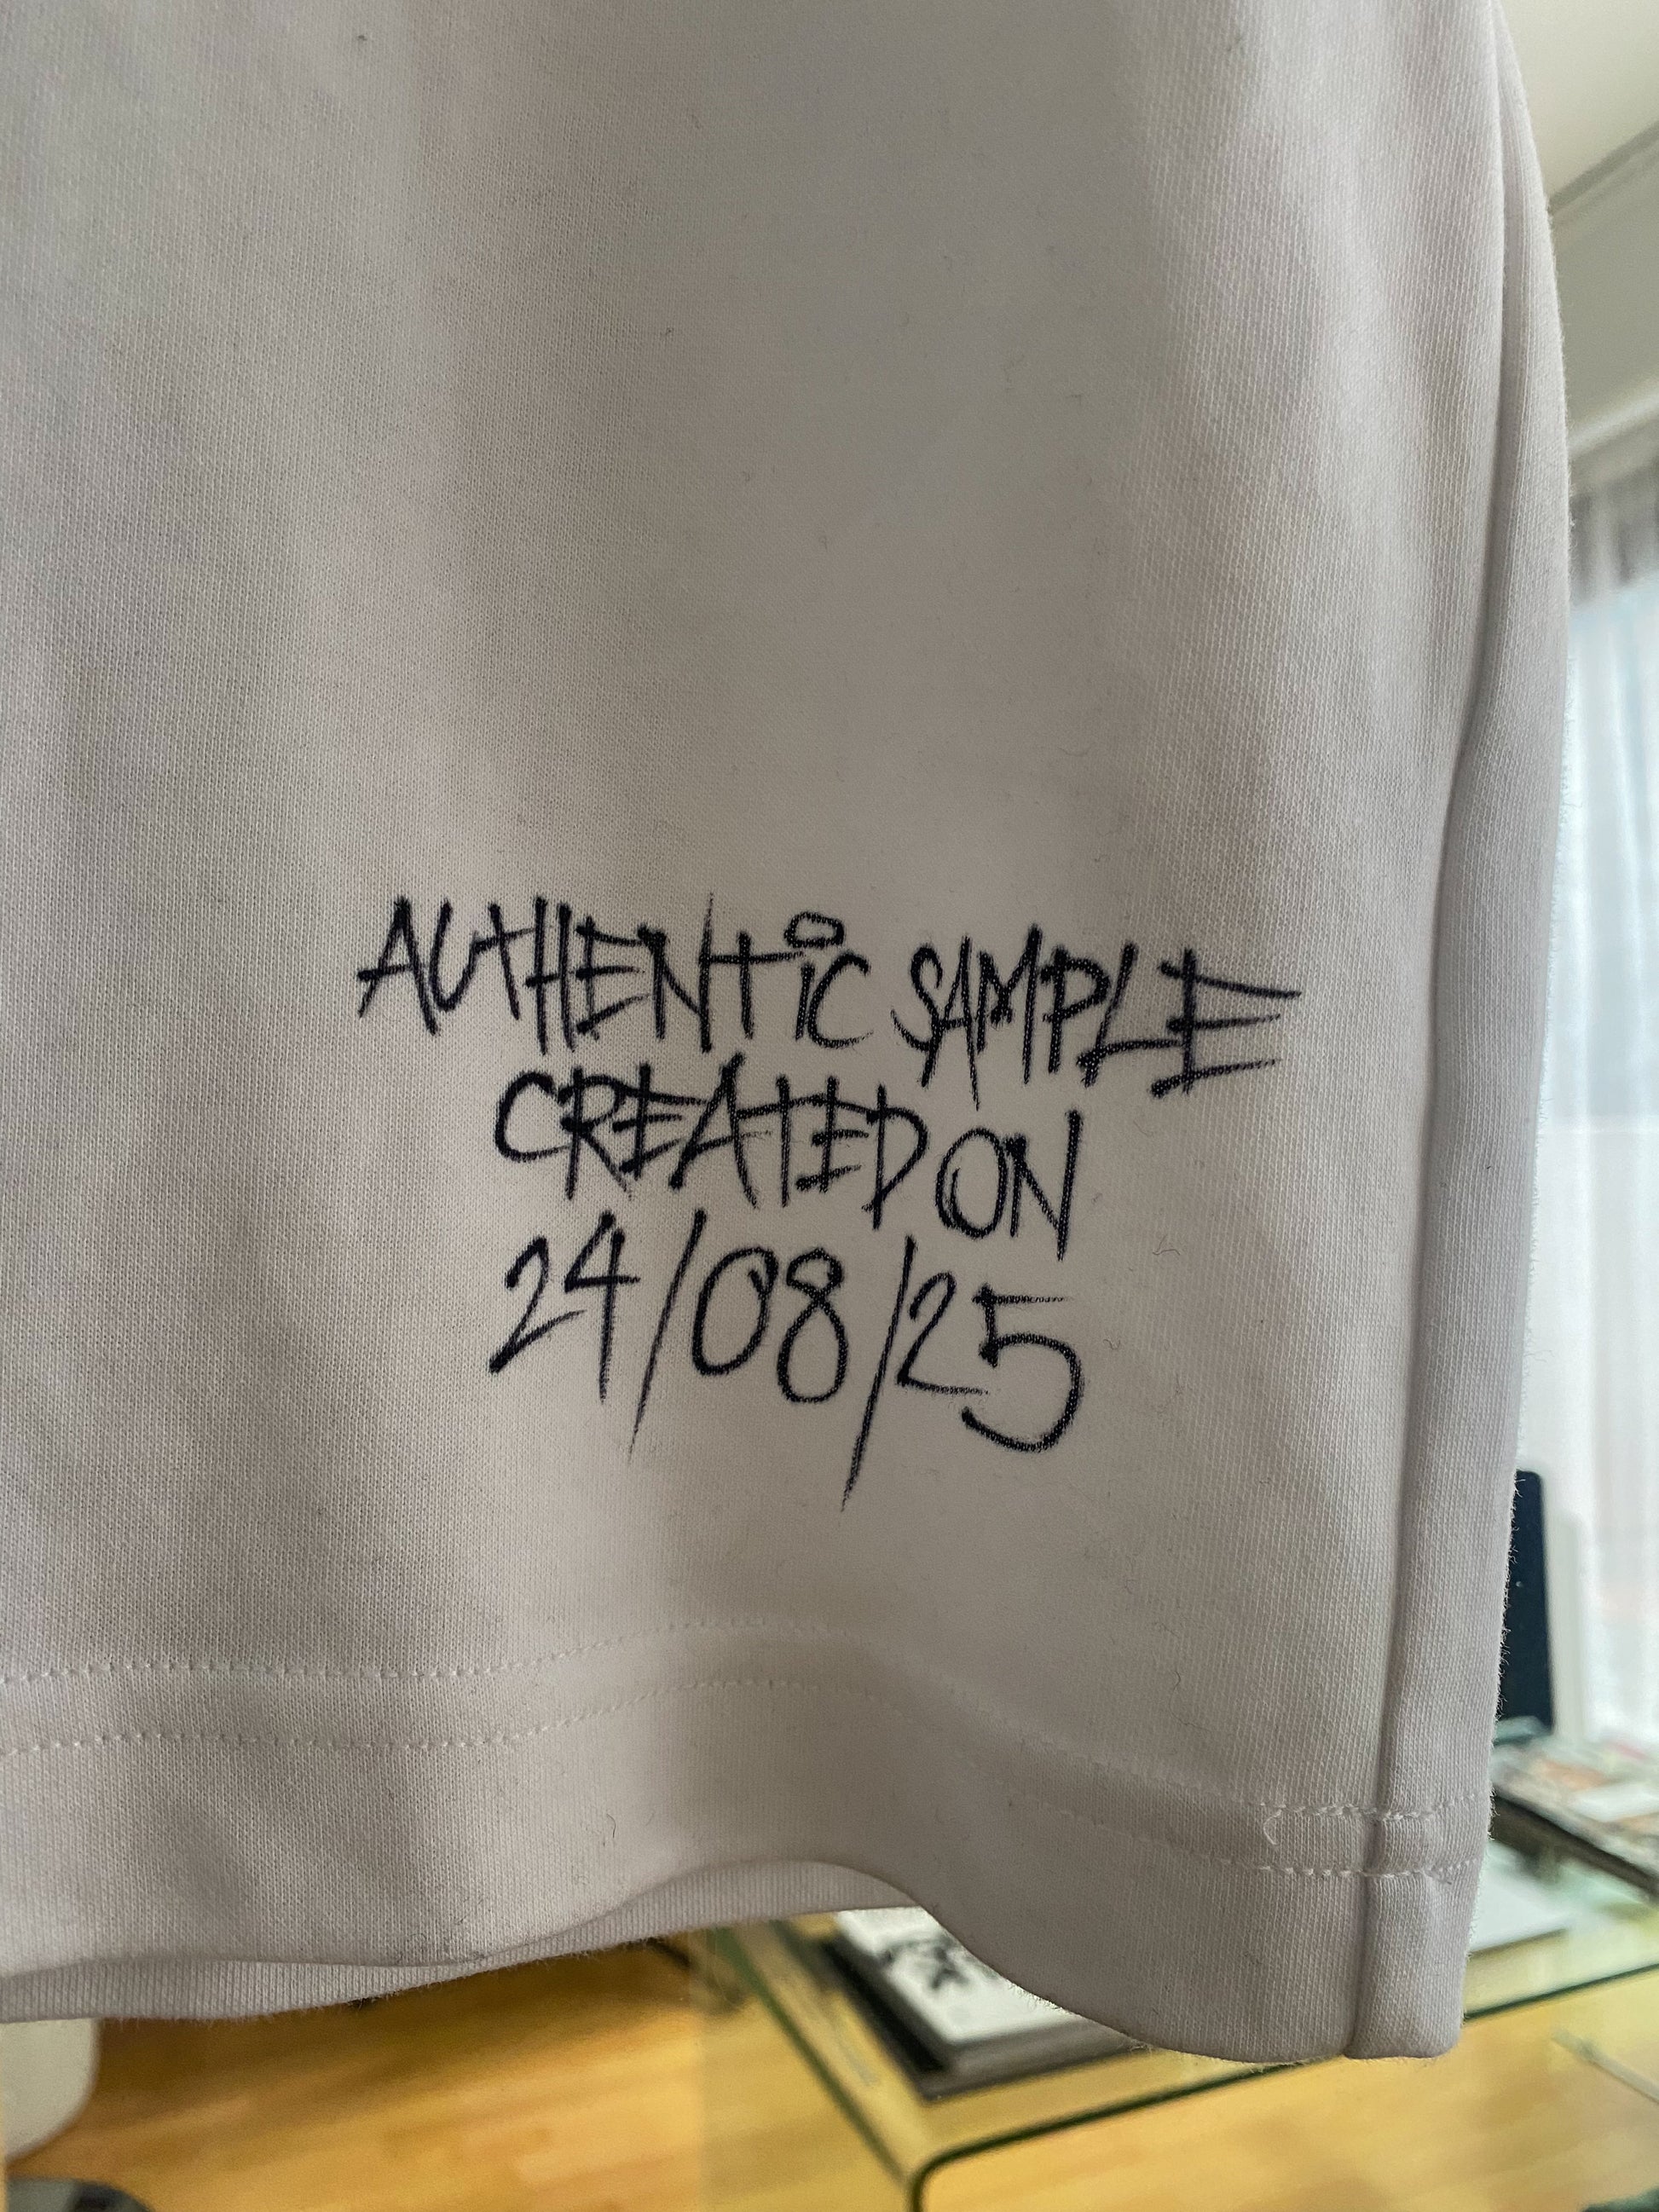 AUTHENTiC SAMPLE
CREATED ON
24/08/25